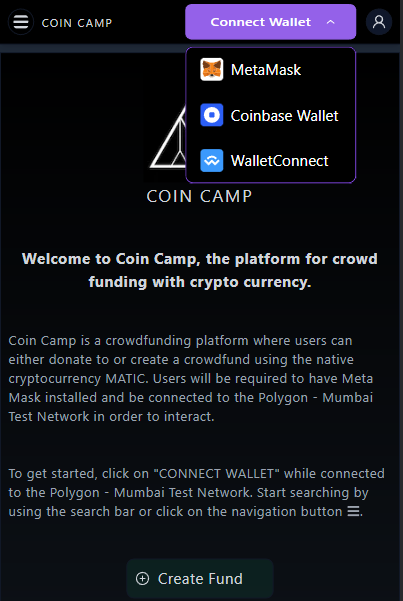 COIN CAMP
Connect Wallet
MetaMask
Coinbase Wallet
WalletConnect
COIN CAMP
Welcome to Coin Camp, the platform for crowd
funding with crypto currency.
Coin Camp is a crowdfunding platform where users can
either donate to or create a crowdfund using the native
cryptocurrency MATIC. Users will be required to have Meta
Mask installed and be connected to the Polygon - Mumbai
Test Network in order to interact.
To get started, click on "CONNECT WALLET" while connected
to the Polygon - Mumbai Test Network. Start searching by
using the search bar or click on the navigation button ☰.
Create Fund